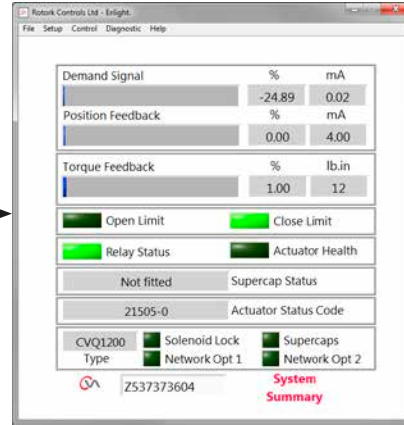 Rotork Controls Ltd - Enlight.
File Setup Control Diagnostic Help
Demand Signal % mA
-24.89 0.02
Position Feedback % mA
0.00 4.00
Torque Feedback % lb.in
1.00 12
Open Limit Close Limit
Relay Status Actuator Health
Not fitted Supercap Status
21505-0 Actuator Status Code
CVQ1200 Solenoid Lock Supercaps
Type Network Opt 1 Network Opt 2
Z537373604 System
Summary